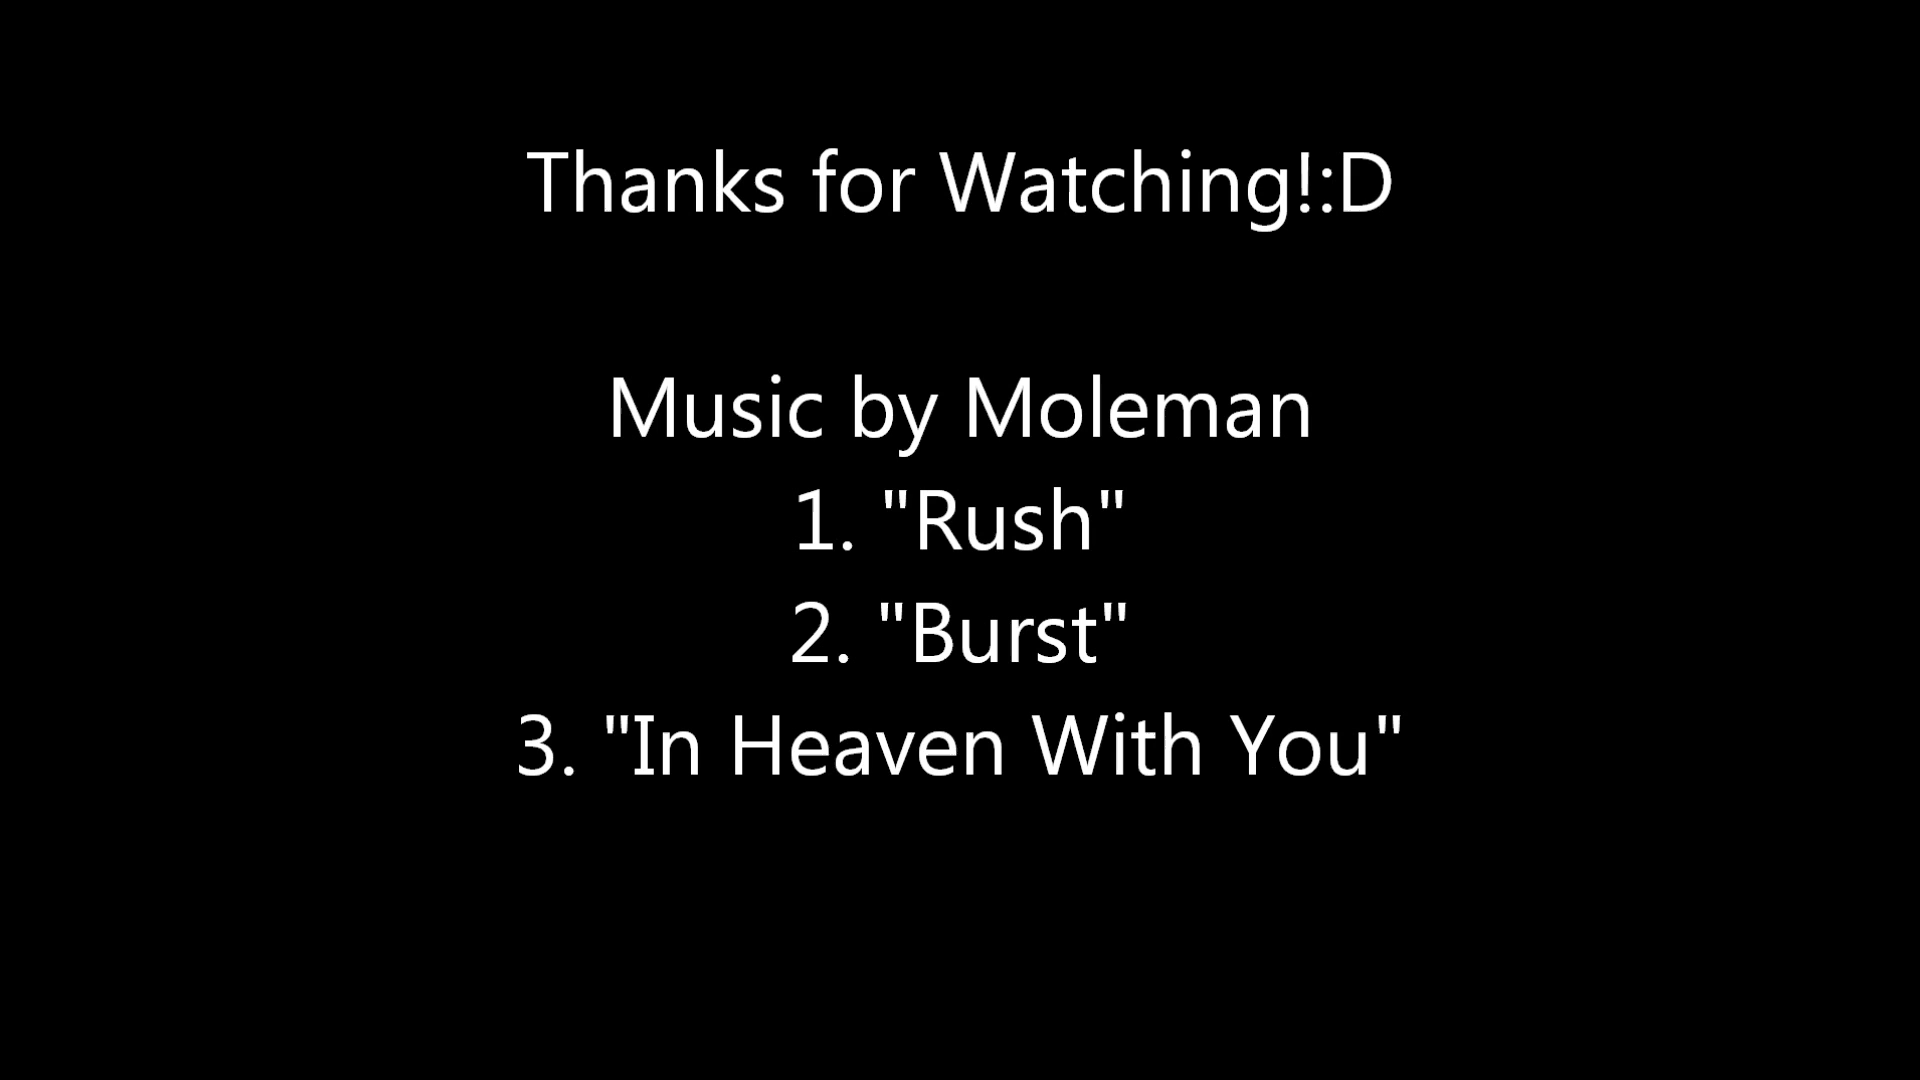 Thanks for Watching!:D
Music by Moleman
1. "Rush"
2. "Burst"
3. "In Heaven With You"